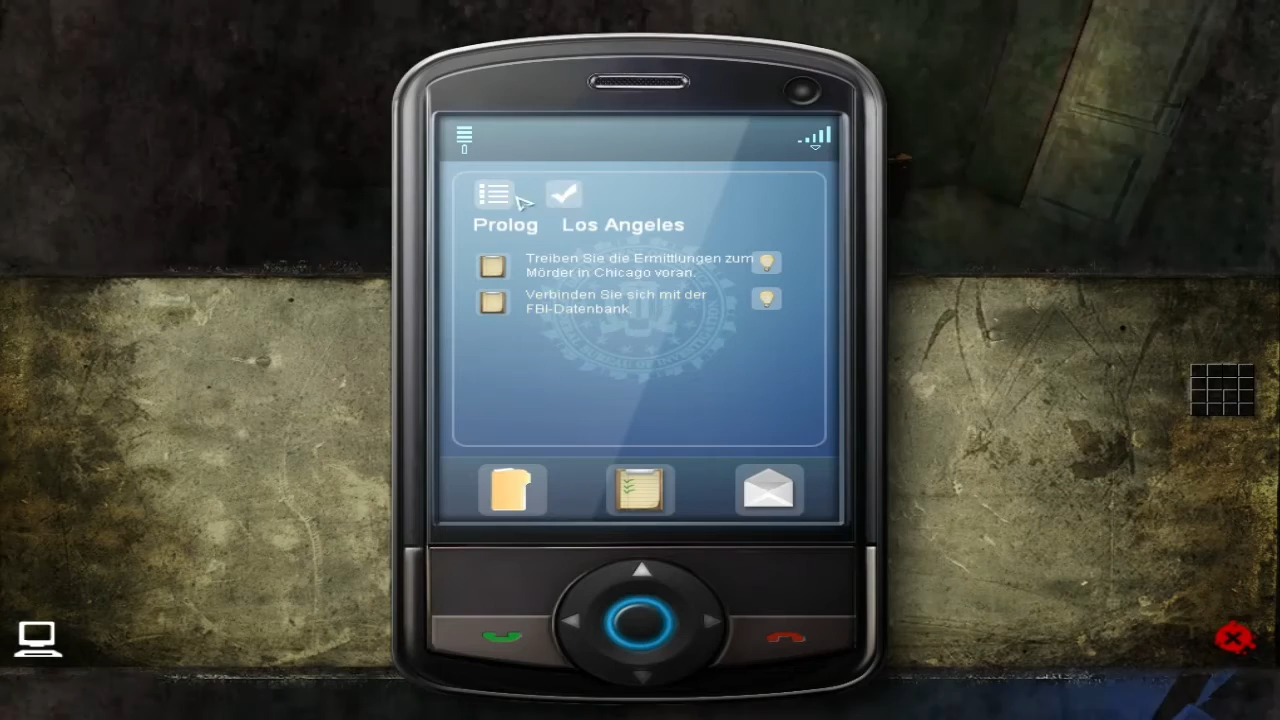 Prolog Los Angeles
Treiben Sie die Ermittlungen zum
Mörder in Chicago voran.
Verbinden Sie sich mit der
FBI-Datenbank.